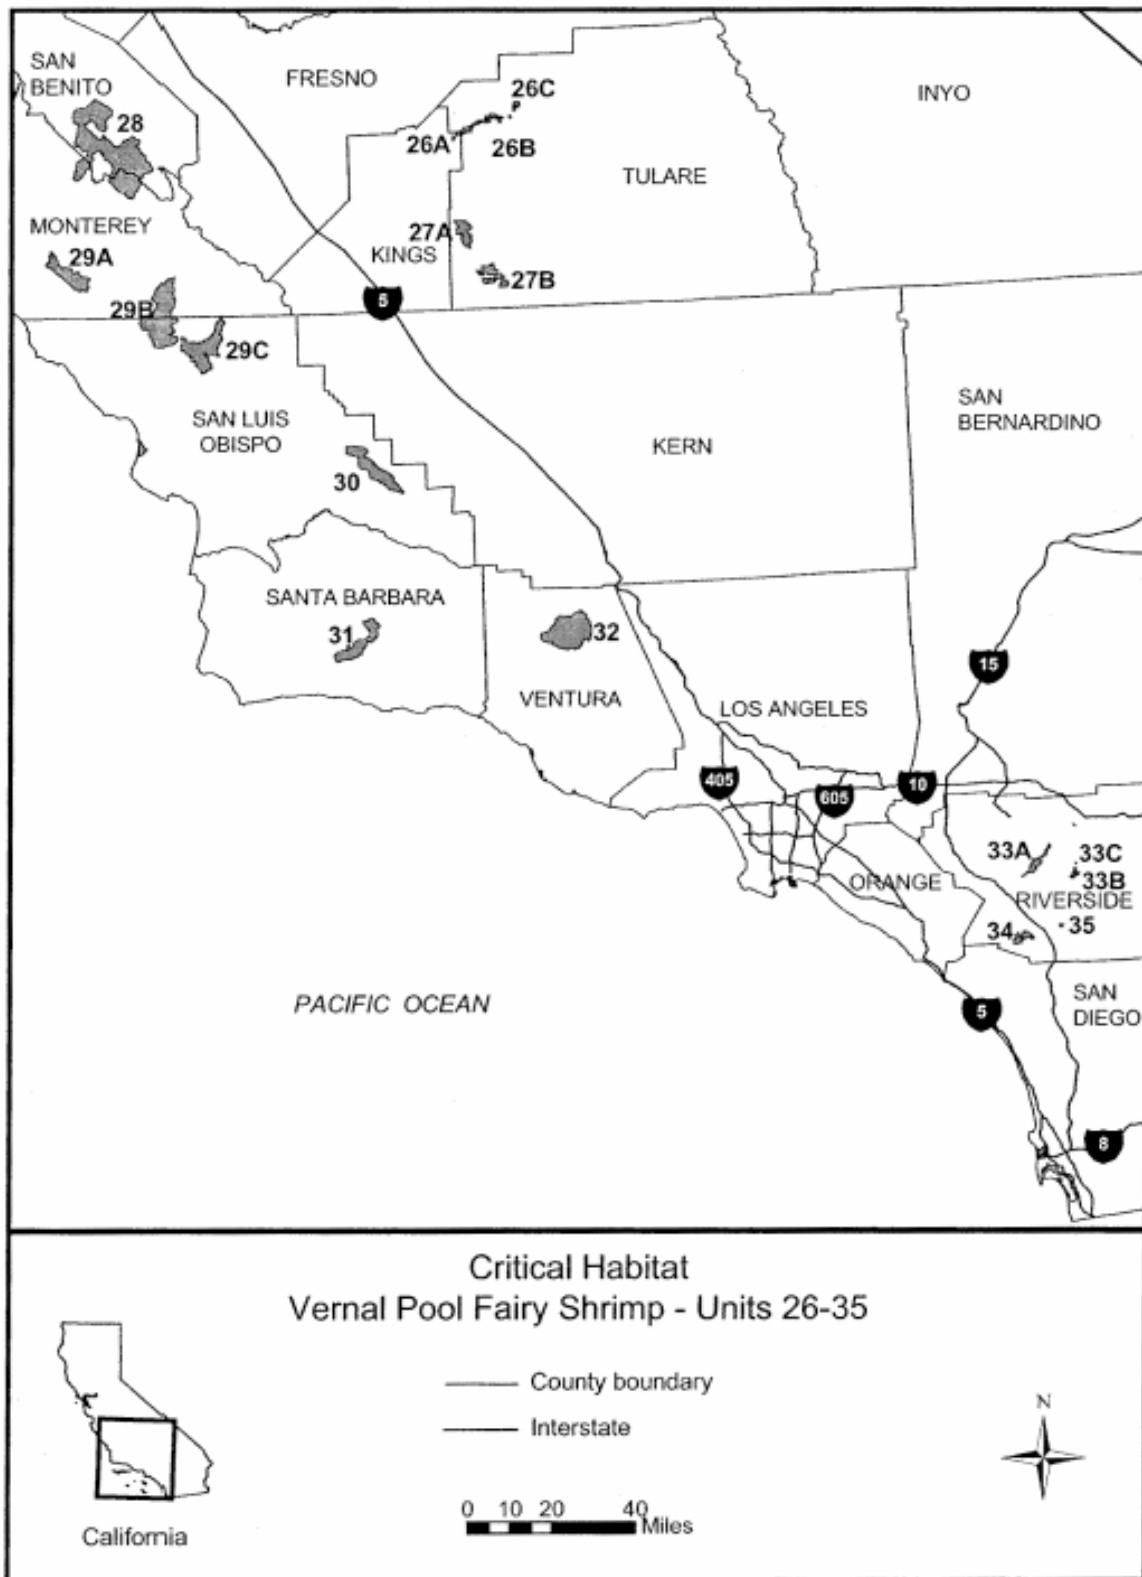 SAN
BENITO
FRESNO
INYO
28
26C
26A
26B
TULARE
MONTEREY
29A
27A
KINGS
27B
5
29B
29C
SAN LUIS
OBISPO
SAN
BERNARDINO
KERN
30
SANTA BARBARA
31
32
15
VENTURA
LOS ANGELES
405
605
10
33A
33C
33B
ORANGE
RIVERSIDE
34
35
PACIFIC OCEAN
SAN
DIEGO
5
8
Critical Habitat
Vernal Pool Fairy Shrimp - Units 26-35
County boundary
Interstate
N
0 10 20 40
Miles
California